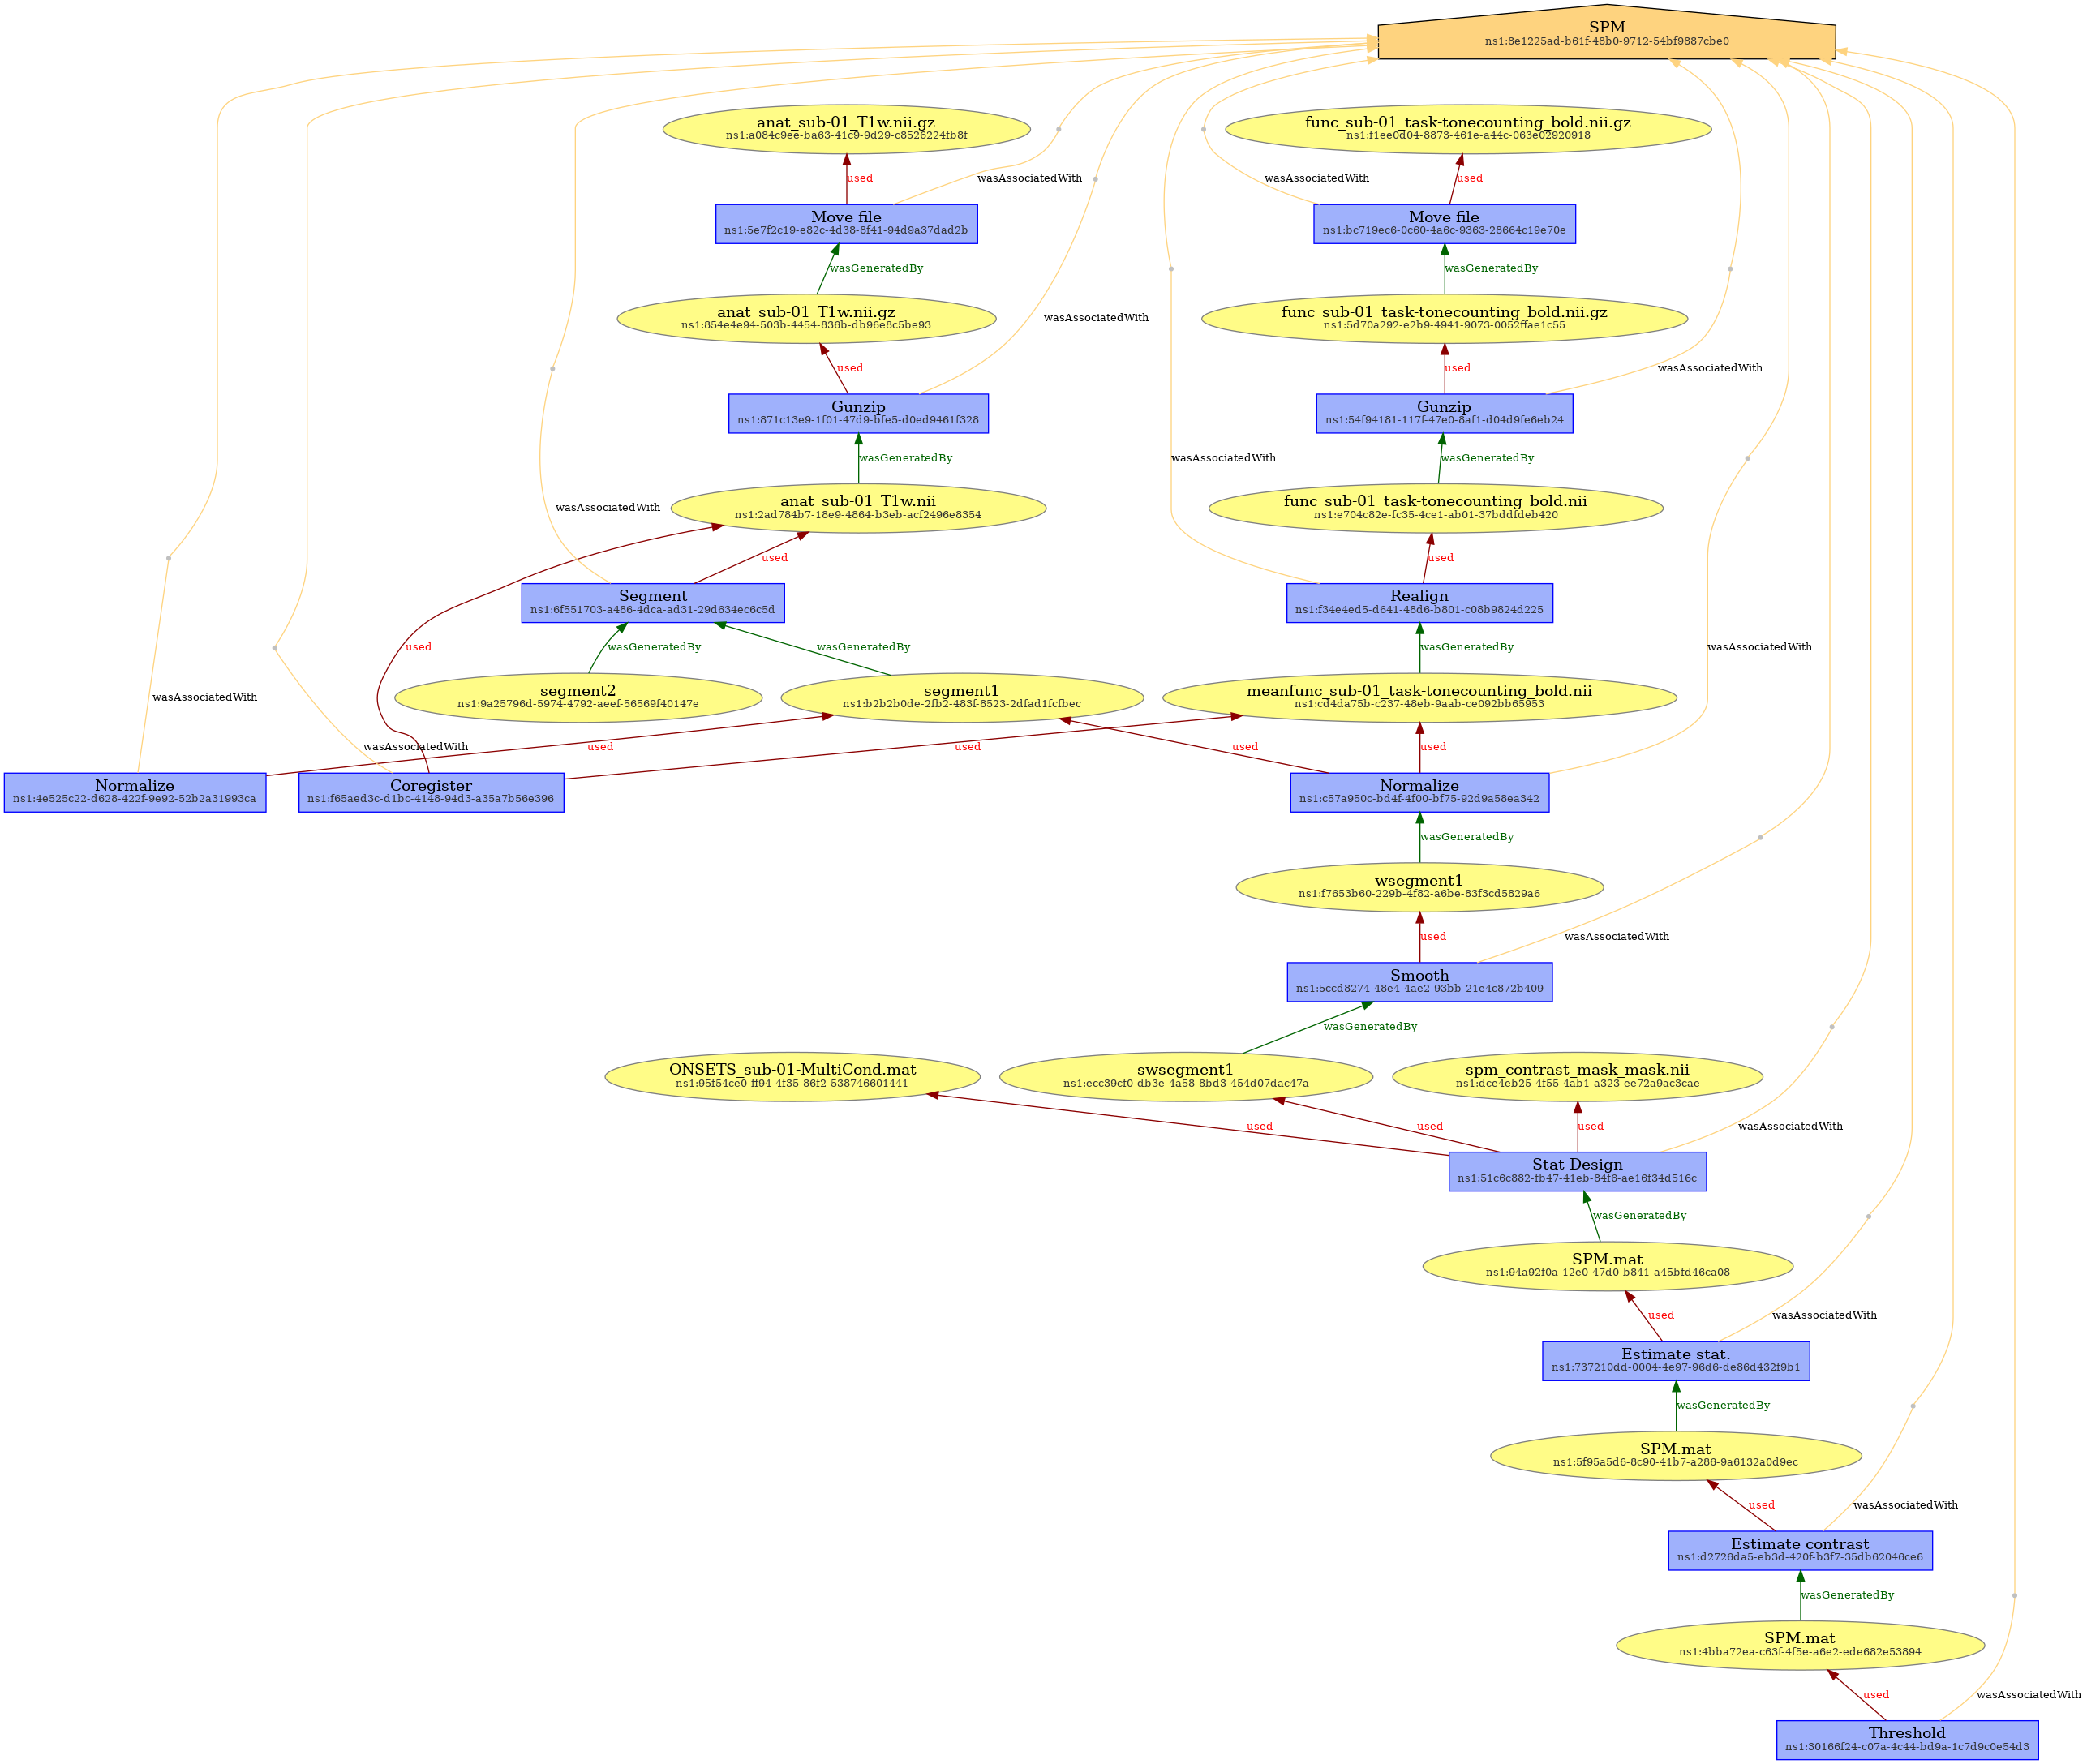 SPM
ns1:8e1225ad-b61f-48b0-9712-54bf9887cbe0
anat_sub-01_T1w.nii.gz
ns1:a084c9ee-ba63-41c9-9d29-c8526224fb8f
func_sub-01_task-tonecounting_bold.nii.gz
ns1:f1ee0d04-8873-461e-a44c-063e02920918
used
wasAssociatedWith
wasAssociatedWith
used
Move file
ns1:5e7f2c19-e82c-4d38-8f41-94d9a37dad2b
Move file
ns1:bc719ec6-0c60-4a6c-9363-28664c19e70e
wasGeneratedBy
wasGeneratedBy
anat_sub-01_T1w.nii.gz
ns1:854e4e94-503b-4454-836b-db96e8c5be93
wasAssociatedWith
func_sub-01_task-tonecounting_bold.nii.gz
ns1:5d70a292-e2b9-4941-9073-0052ffae1c55
used
used
wasAssociatedWith
Gunzip
ns1:871c13e9-1f01-47d9-bfe5-d0ed9461f328
Gunzip
ns1:54f94181-117f-47e0-8af1-d04d9fe6eb24
wasGeneratedBy
wasAssociatedWith
wasGeneratedBy
wasAssociatedWith
anat_sub-01_T1w.nii
ns1:2ad784b7-18e9-4864-b3eb-acf2496e8354
func_sub-01_task-tonecounting_bold.nii
ns1:e704c82e-fc35-4ce1-ab01-37bddfdeb420
used
used
Segment
ns1:6f551703-a486-4dca-ad31-29d634ec6c5d
Realign
ns1:f34e4ed5-d641-48d6-b801-c08b9824d225
used
wasGeneratedBy
wasGeneratedBy
wasGeneratedBy
wasAssociatedWith
wasAssociatedWith
segment2
ns1:9a25796d-5974-4792-aeef-56569f40147e
segment1
ns1:b2b2b0de-2fb2-483f-8523-2dfad1fcfbec
meanfunc_sub-01_task-tonecounting_bold.nii
ns1:cd4da75b-c237-48eb-9aab-ce092bb65953
wasAssociatedWith
used
used
used
used
Normalize
ns1:4e525c22-d628-422f-9e92-52b2a31993ca
Coregister
ns1:f65aed3c-d1bc-4148-94d3-a35a7b56e396
Normalize
ns1:c57a950c-bd4f-4f00-bf75-92d9a58ea342
wasGeneratedBy
wsegment1
ns1:f7653b60-229b-4f82-a6be-83f3cd5829a6
used
wasAssociatedWith
Smooth
ns1:5ccd8274-48e4-4ae2-93bb-21e4c872b409
wasGeneratedBy
ONSETS_sub-01-MultiCond.mat
ns1:95f54ce0-ff94-4f35-86f2-538746601441
swsegment1
ns1:ecc39cf0-db3e-4a58-8bd3-454d07dac47a
spm_contrast_mask_mask.nii
ns1:dce4eb25-4f55-4ab1-a323-ee72a9ac3cae
used
used
used
wasAssociatedWith
Stat Design
ns1:51c6c882-fb47-41eb-84f6-ae16f34d516c
wasGeneratedBy
SPM.mat
ns1:94a92f0a-12e0-47d0-b841-a45bfd46ca08
used
wasAssociatedWith
Estimate stat.
ns1:737210dd-0004-4e97-96d6-de86d432f9b1
wasGeneratedBy
SPM.mat
ns1:5f95a5d6-8c90-41b7-a286-9a6132a0d9ec
used
wasAssociatedWith
Estimate contrast
ns1:d2726da5-eb3d-420f-b3f7-35db62046ce6
wasGeneratedBy
SPM.mat
ns1:4bba72ea-c63f-4f5e-a6e2-ede682e53894
used
wasAssociatedWith
Threshold
ns1:30166f24-c07a-4c44-bd9a-1c7d9c0e54d3